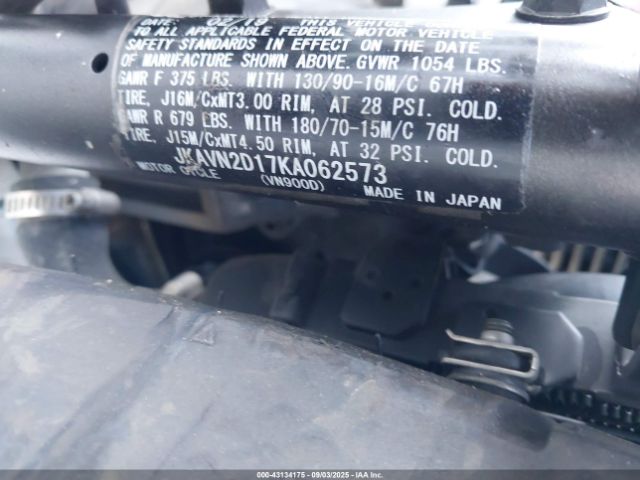 DATE: 02/19 THIS VEHICLE
TO ALL APPLICABLE FEDERAL MOTOR VEHICLE
SAFETY STANDARDS IN EFFECT ON THE DATE
OF MANUFACTURE SHOWN ABOVE. GVWR 1054 LBS.
GAWR F 375 LBS. WITH 130/90-16M/C 67H
TIRE, J16M/CxMT3.00 RIM, AT 28 PSI. COLD.
GAWR R 679 LBS. WITH 180/70-15M/C 76H
TIRE, J15M/CxMT4.50 RIM, AT 32 PSI. COLD.
JKAVN2D17KA062573
MOTOR CYCLE (VN900D) MADE IN JAPAN
000-43134175 - 09/03/2025 - IAAI.COM